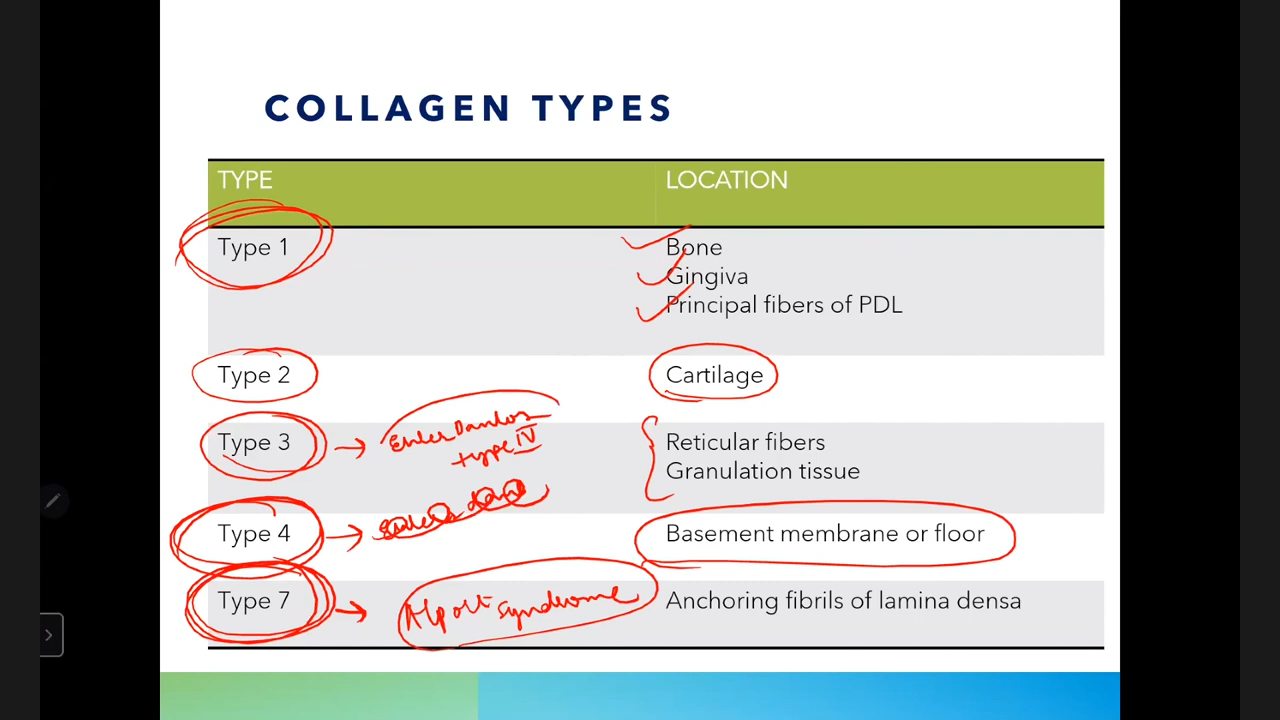 COLLAGEN TYPES
TYPE LOCATION
Type 1 Bone
Gingiva
Principal fibers of PDL
Type 2 Cartilage
Type 3 → Danlos Reticular fibers
type IV Granulation tissue
Type 4 → Basement membrane or floor
Type 7 → Alport syndrome Anchoring fibrils of lamina densa